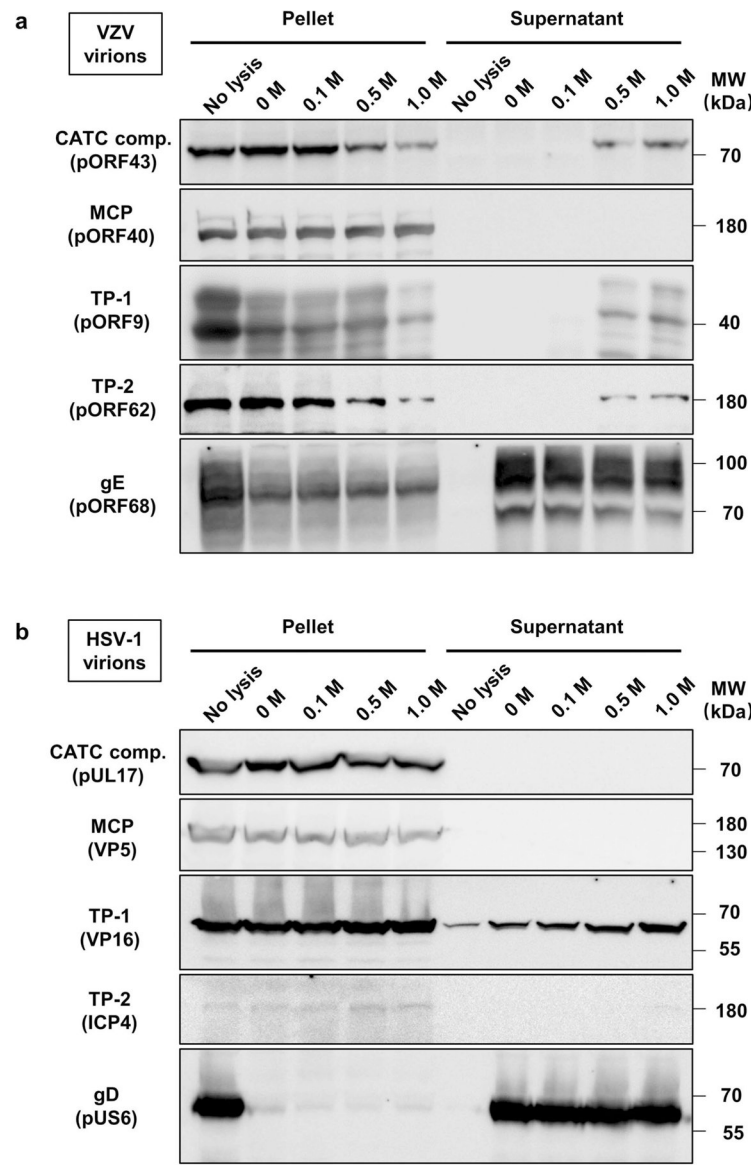 a
VZV
virions
Pellet
Supernatant
No lysis
0 M
0.1 M
0.5 M
1.0 M
No lysis
0 M
0.1 M
0.5 M
1.0 M
MW
(kDa)
CATC comp.
(pORF43)
70
MCP
(pORF40)
180
TP-1
(pORF9)
40
TP-2
(pORF62)
180
gE
(pORF68)
100
70
b
HSV-1
virions
Pellet
Supernatant
No lysis
0 M
0.1 M
0.5 M
1.0 M
No lysis
0 M
0.1 M
0.5 M
1.0 M
MW
(kDa)
CATC comp.
(pUL17)
70
MCP
(VP5)
180
130
TP-1
(VP16)
70
55
TP-2
(ICP4)
180
gD
(pUS6)
70
55